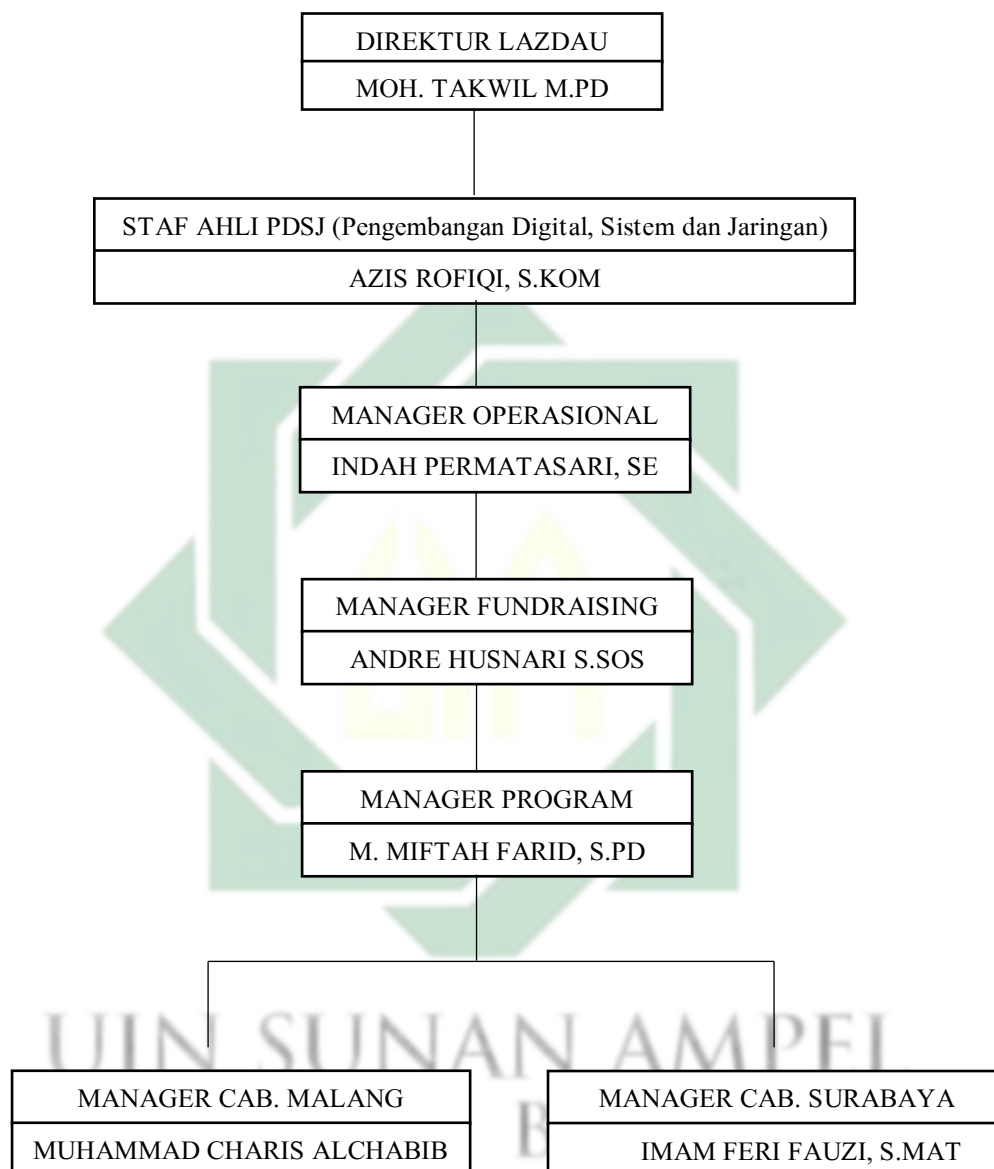 DIREKTUR LAZDAU
MOH. TAKWIL M.PD
STAF AHLI PDSJ (Pengembangan Digital, Sistem dan Jaringan)
AZIS ROFIQI, S.KOM
MANAGER OPERASIONAL
INDAH PERMATASARI, SE
MANAGER FUNDRAISING
ANDRE HUSNARI S.SOS
MANAGER PROGRAM
M. MIFTAH FARID, S.PD
UIN SUNAN AMPEL
MANAGER CAB. MALANG
MUHAMMAD CHARIS ALCHABIB
MANAGER CAB. SURABAYA
IMAM FERI FAUZI, S.MAT